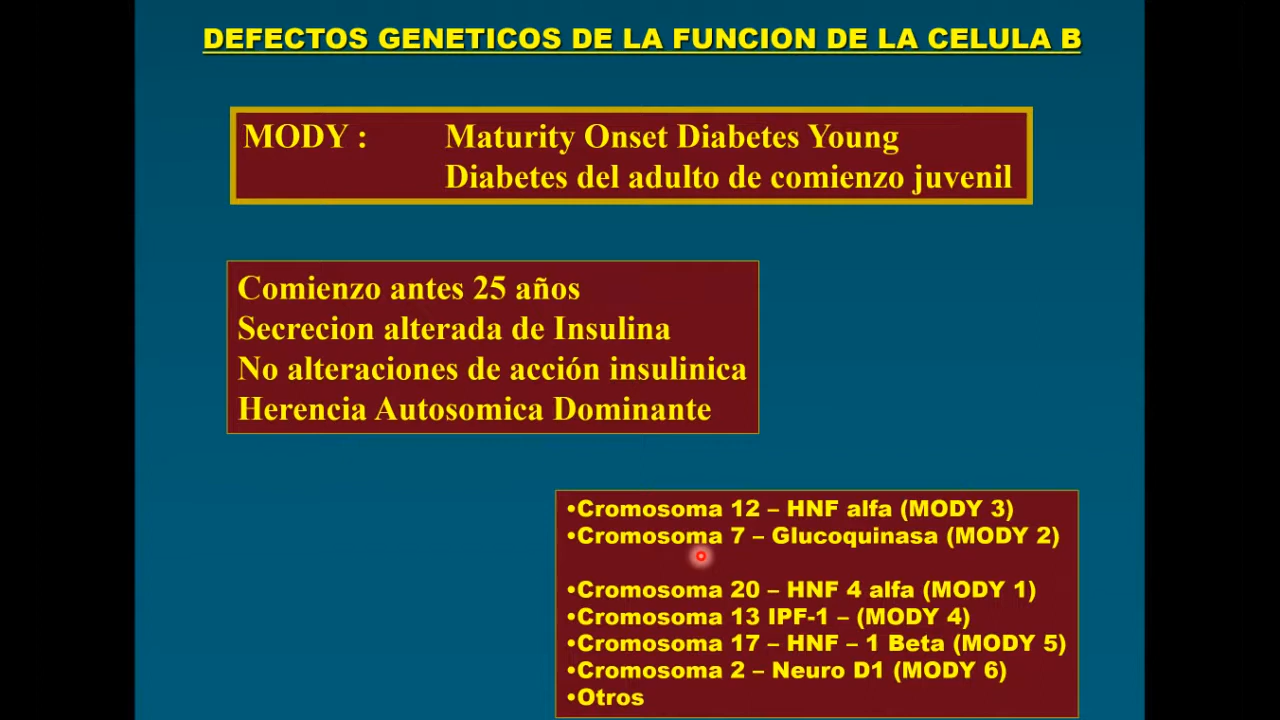 DEFECTOS GENETICOS DE LA FUNCION DE LA CELULA B
MODY : Maturity Onset Diabetes Young
Diabetes del adulto de comienzo juvenil
Comienzo antes 25 años
Secrecion alterada de Insulina
No alteraciones de acción insulinica
Herencia Autosomica Dominante
•Cromosoma 12 – HNF alfa (MODY 3)
•Cromosoma 7 – Glucoquinasa (MODY 2)
•Cromosoma 20 – HNF 4 alfa (MODY 1)
•Cromosoma 13 IPF-1 – (MODY 4)
•Cromosoma 17 – HNF – 1 Beta (MODY 5)
•Cromosoma 2 – Neuro D1 (MODY 6)
•Otros